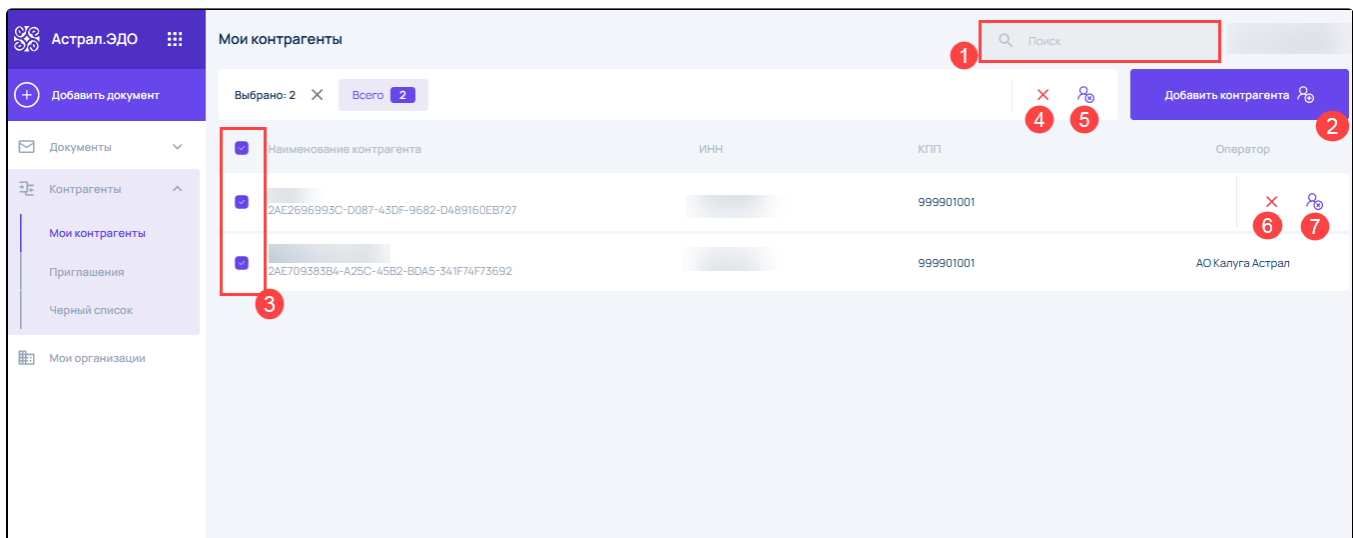 Астрал.ЭДО
Мои контрагенты
Поиск
1
Добавить документ
Выбрано: 2
Всего 2
4
5
Добавить контрагента
2
Документы
Наименование контрагента
ИНН
КПП
Оператор
Контрагенты
2AE2696993C-D087-43DF-9682-D489160EB727
999901001
6
7
Мои контрагенты
Приглашения
2AE709383B4-A25C-45B2-BDA5-341F74F73692
999901001
АО Калуга Астрал
3
Черный список
Мои организации